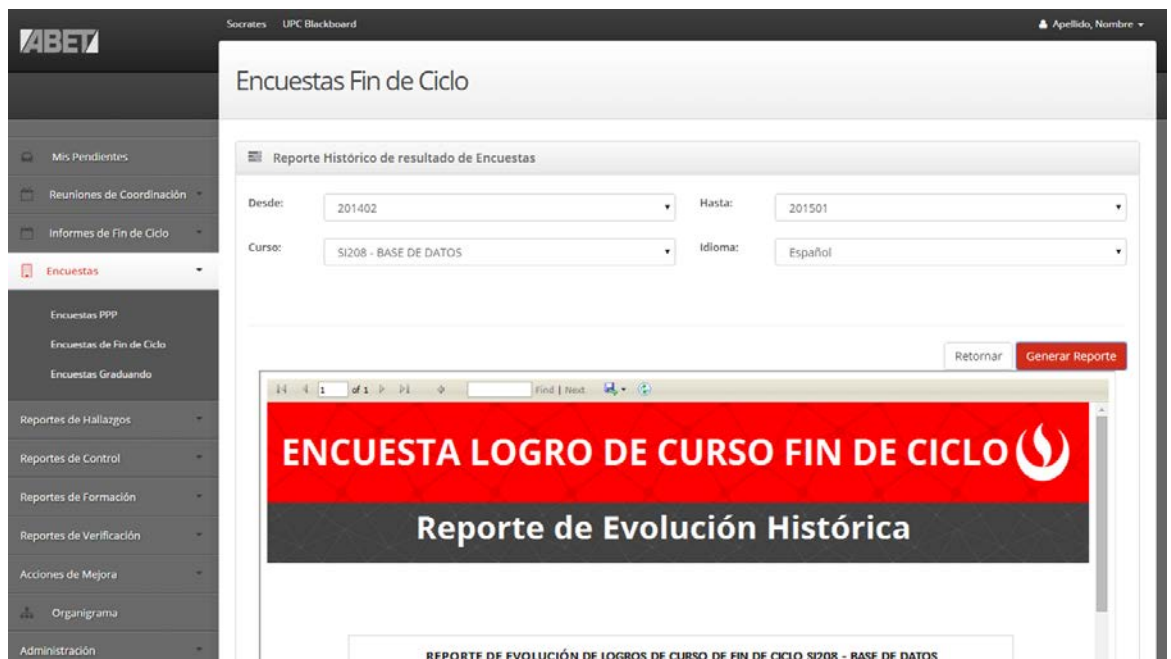 ABET
Socrates UPC Blackboard Apellido, Nombre
Encuestas Fin de Ciclo
Mis Pendientes
Reuniones de Coordinación
Informes de Fin de Ciclo
Encuestas
Encuestas PPP
Encuestas de Fin de Ciclo
Encuestas Graduando
Reportes de Hallazgos
Reportes de Control
Reportes de Formación
Reportes de Verificación
Acciones de Mejora
Organigrama
Administración
Reporte Histórico de resultado de Encuestas
Desde: 201402 Hasta: 201501
Curso: SI208 - BASE DE DATOS Idioma: Español
Retornar Generar Reporte
1 of 1 Find | Next
ENCUESTA LOGRO DE CURSO FIN DE CICLO
Reporte de Evolución Histórica
REPORTE DE EVOLUCIÓN DE LOGROS DE CURSO DE FIN DE CICLO SI208 - BASE DE DATOS